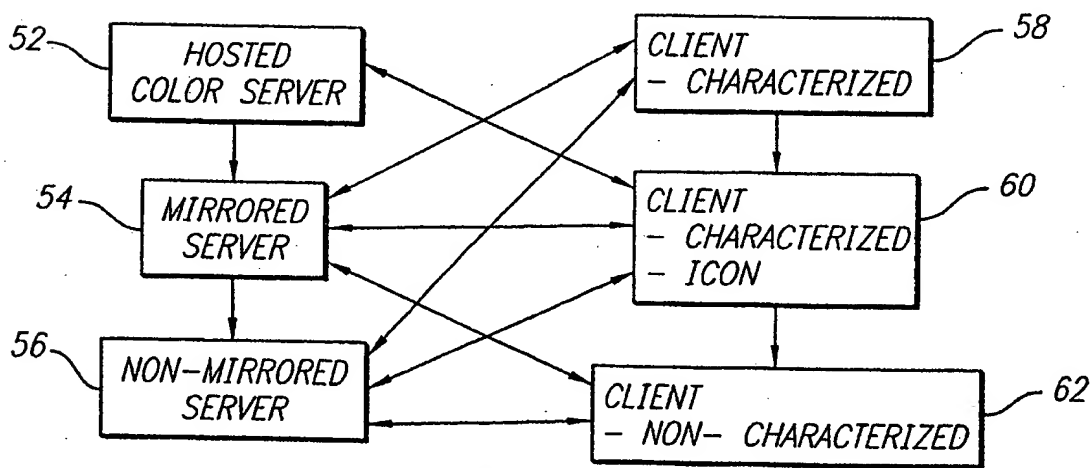 52
HOSTED
COLOR SERVER
54
MIRRORED
SERVER
56
NON-MIRRORED
SERVER
58
CLIENT
- CHARACTERIZED
60
CLIENT
- CHARACTERIZED
- ICON
62
CLIENT
- NON- CHARACTERIZED